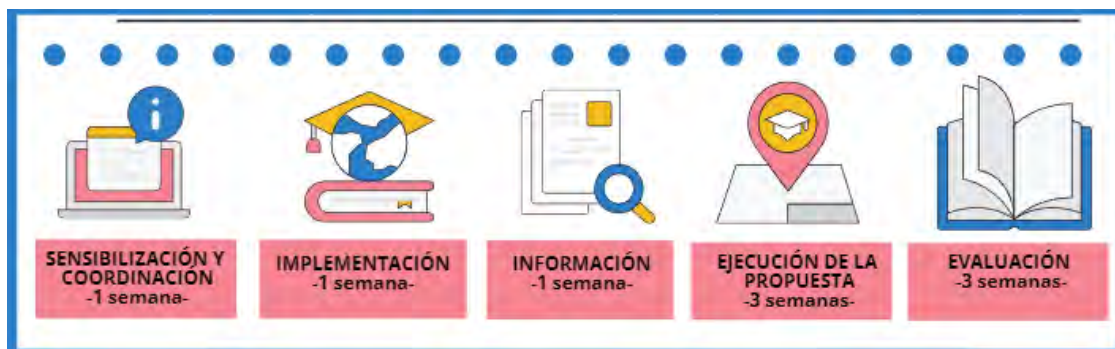 SENSIBILIZACIÓN Y
COORDINACIÓN
-1 semana-
IMPLEMENTACIÓN
-1 semana-
INFORMACIÓN
-1 semana-
EJECUCIÓN DE LA
PROPUESTA
-3 semanas-
EVALUACIÓN
-3 semanas-